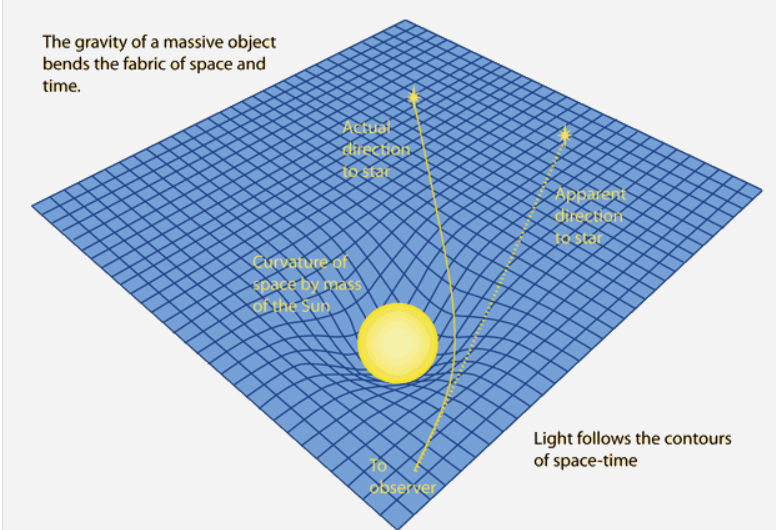 The gravity of a massive object
bends the fabric of space and
time.
Actual
direction
to star
Apparent
direction
to star
Curvature of
space by mass
of the Sun
Light follows the contours
of space-time
To
observer